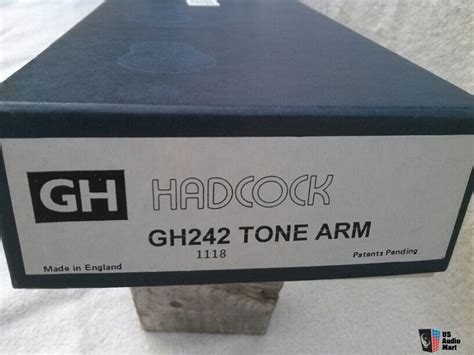 GH HADCOCK
GH242 TONE ARM
1118
Made in England Patents Pending
US
Audio
Mart